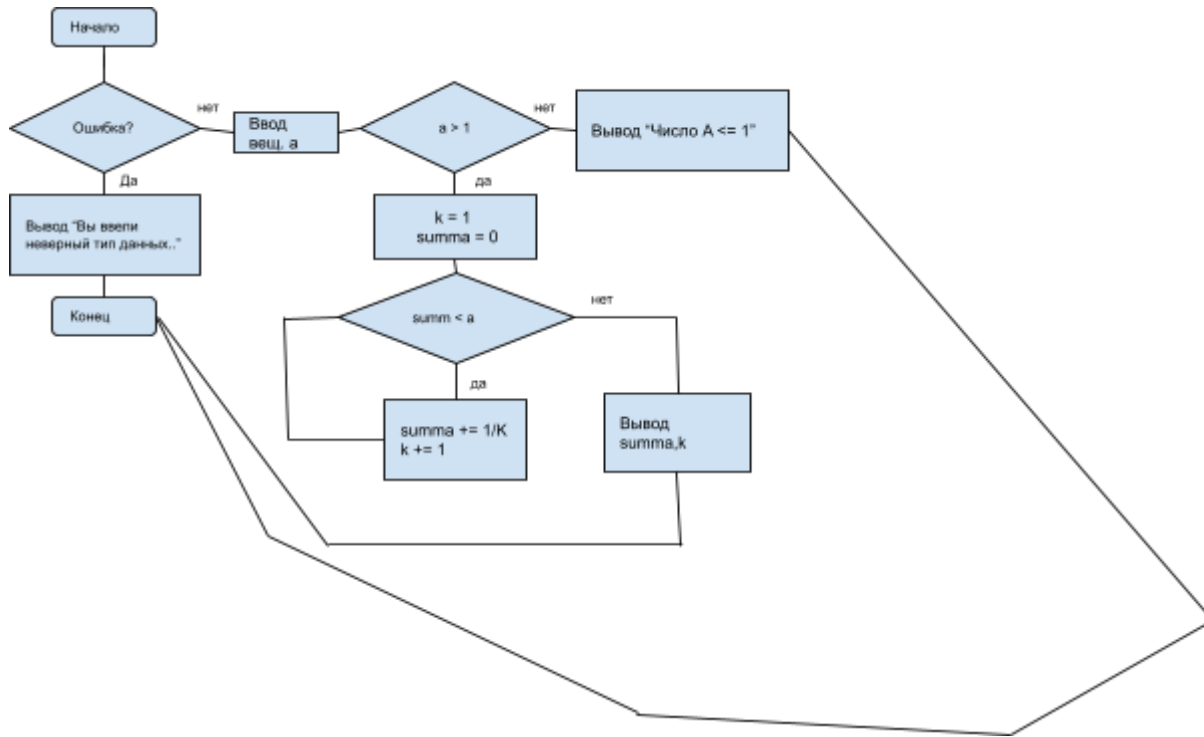 Начало
Ошибка?
нет
Ввод
вещ. а
a > 1
нет
Вывод “Число A <= 1”
Да
Вывод “Вы ввели
неверный тип данных..”
да
k = 1
summa = 0
Конец
summ < a
нет
да
summa += 1/K
k += 1
Вывод
summa,k